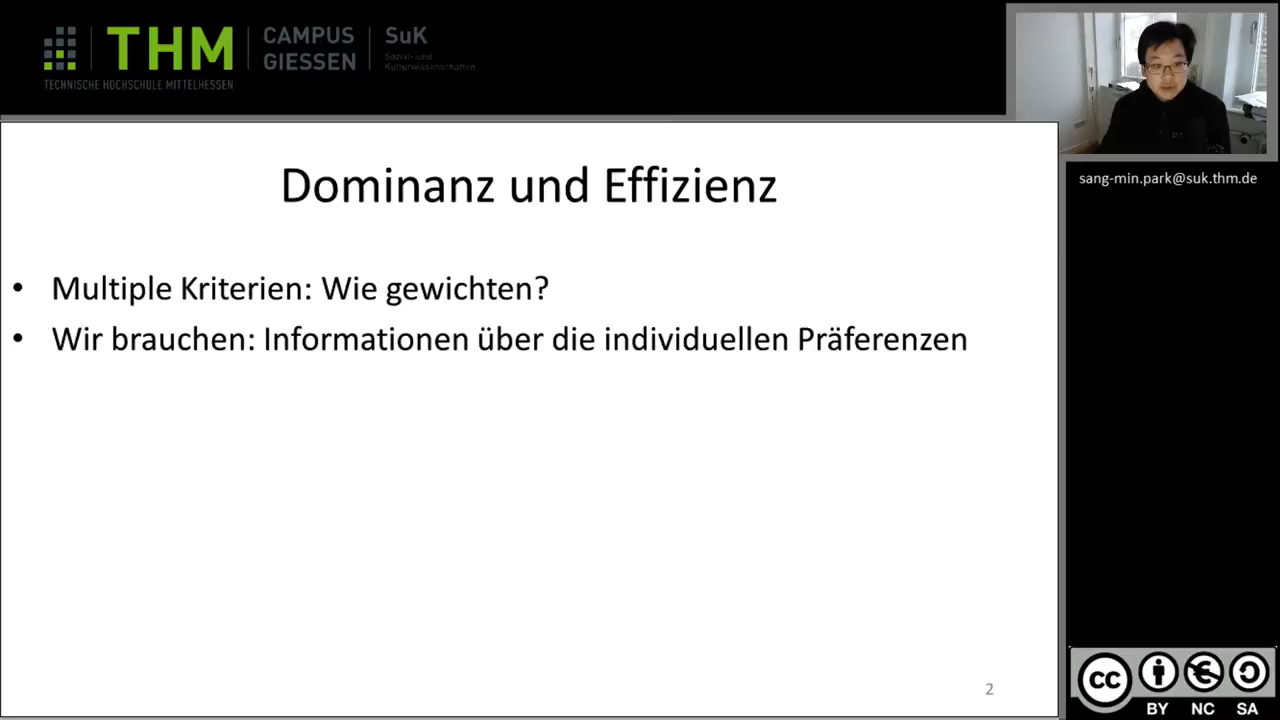 THM
CAMPUS
GIESSEN
SuK
Sozial- und
Kulturwissenschaften
TECHNISCHE HOCHSCHULE MITTELHESSEN
Dominanz und Effizienz
• Multiple Kriterien: Wie gewichten?
• Wir brauchen: Informationen über die individuellen Präferenzen
2
sang-min.park@suk.thm.de
cc
BY NC SA